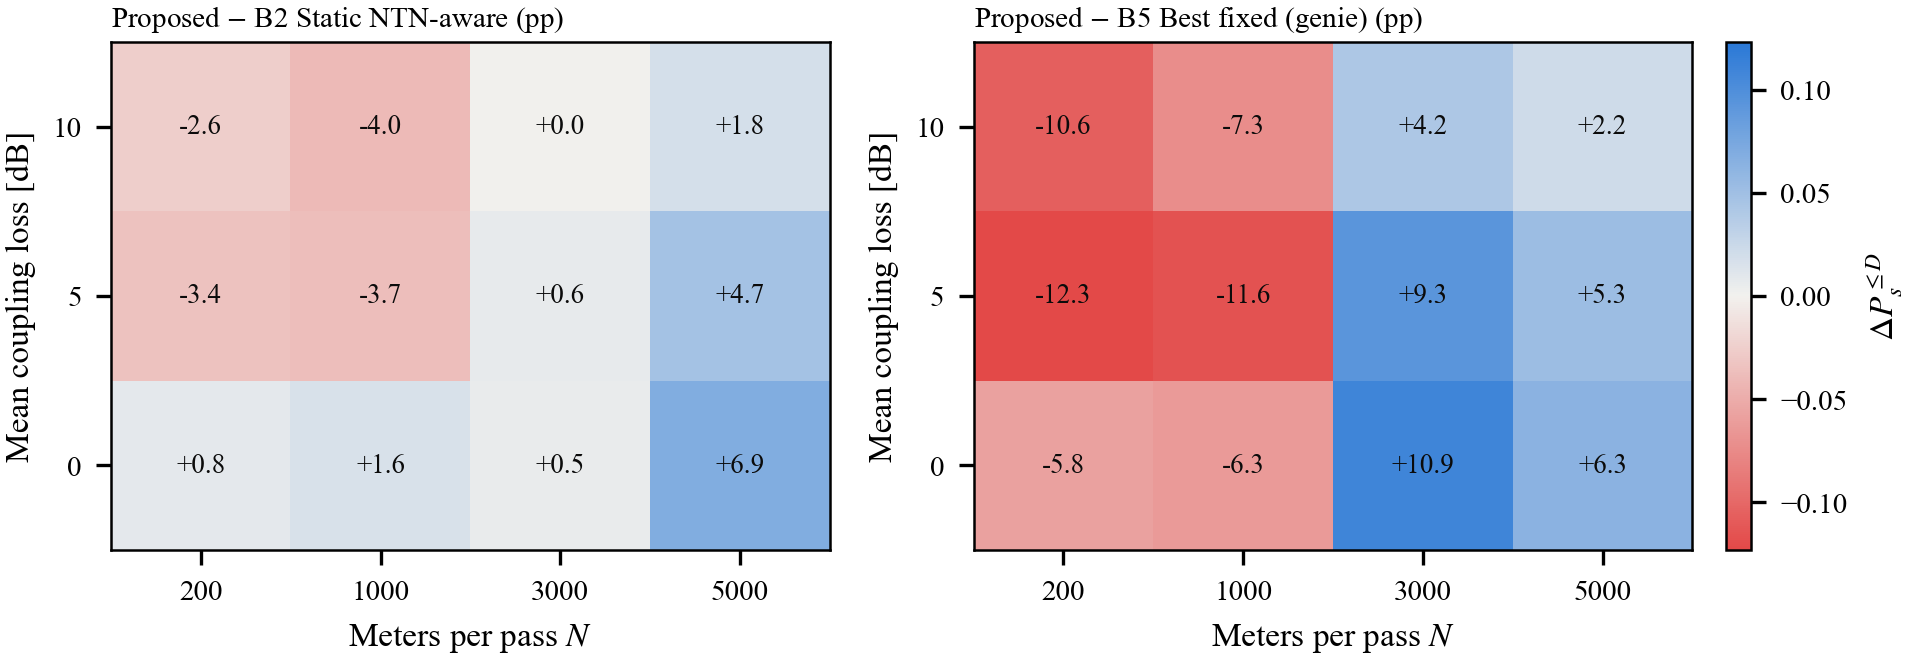 Proposed − B2 Static NTN-aware (pp)
Mean coupling loss [dB]
10
-2.6 -4.0 +0.0 +1.8
5
-3.4 -3.7 +0.6 +4.7
0
+0.8 +1.6 +0.5 +6.9
200 1000 3000 5000
Meters per pass N
Proposed − B5 Best fixed (genie) (pp)
Mean coupling loss [dB]
10
-10.6 -7.3 +4.2 +2.2
5
-12.3 -11.6 +9.3 +5.3
0
-5.8 -6.3 +10.9 +6.3
200 1000 3000 5000
Meters per pass N
0.10
0.05
0.00
−0.05
−0.10
ΔP_s^{≤D}